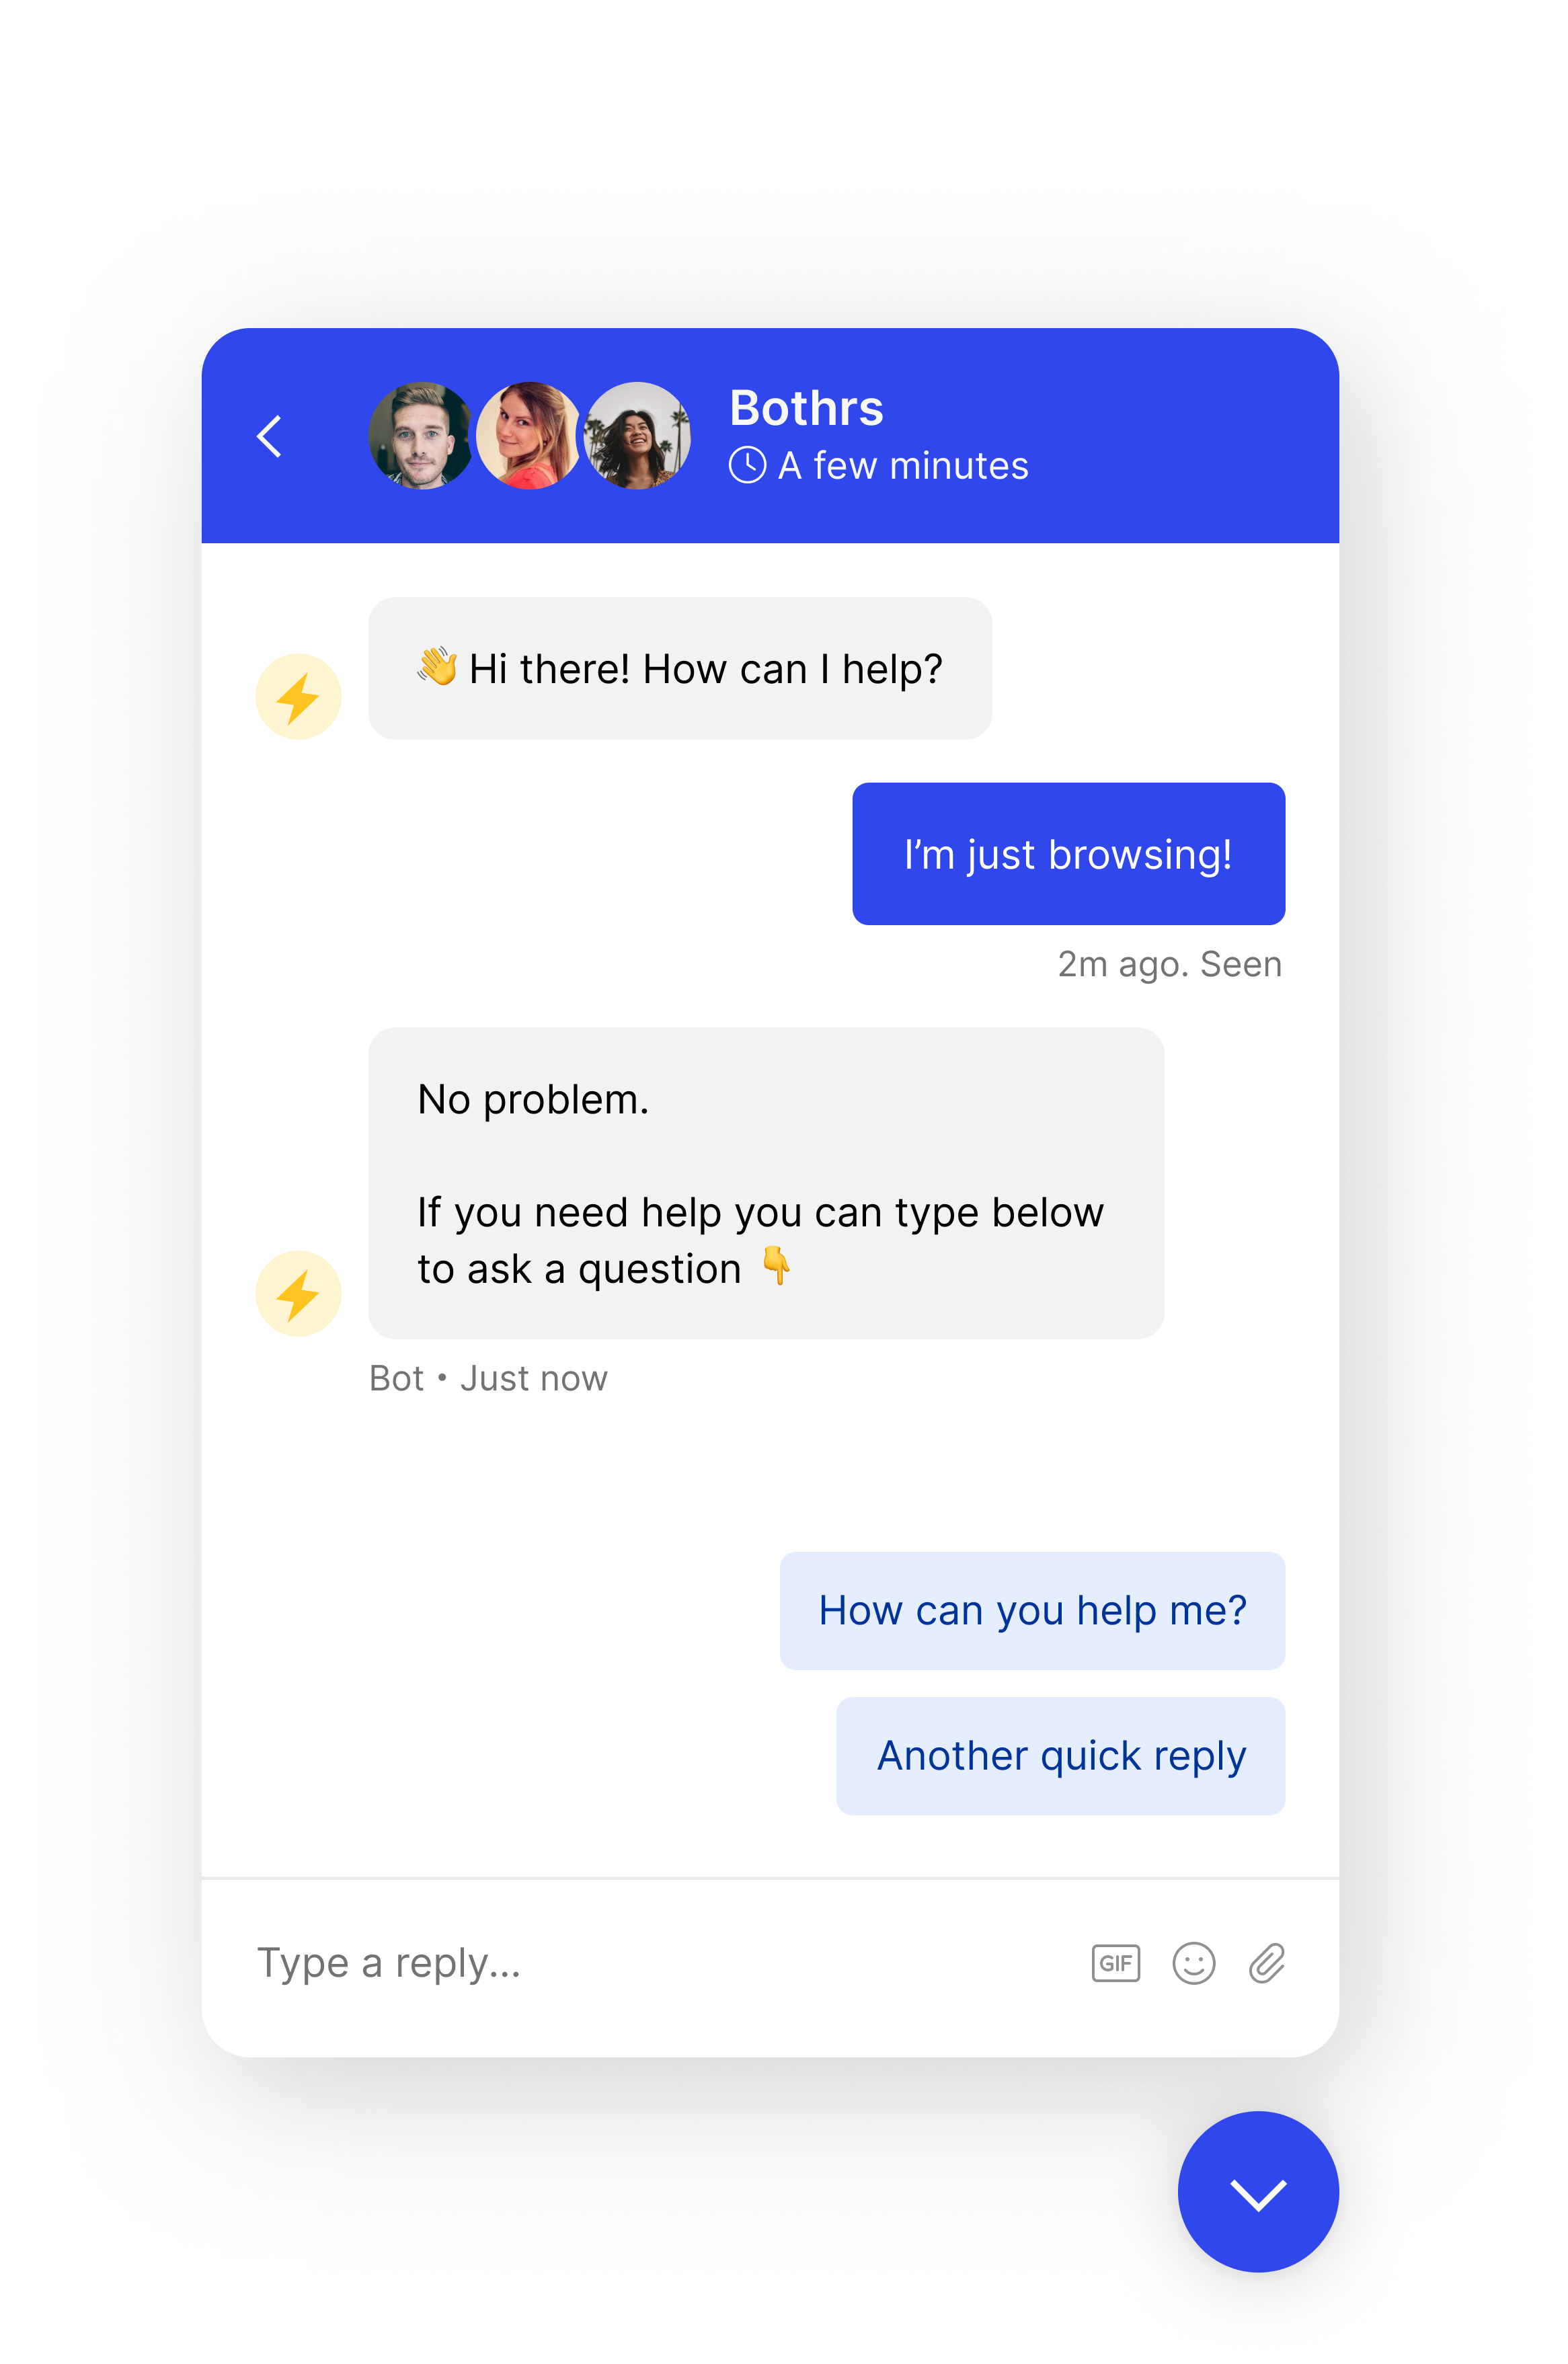 Bothrs
A few minutes
👋 Hi there! How can I help?
I’m just browsing!
2m ago. Seen
No problem.
If you need help you can type below
to ask a question 👇
Bot • Just now
How can you help me?
Another quick reply
Type a reply...
GIF